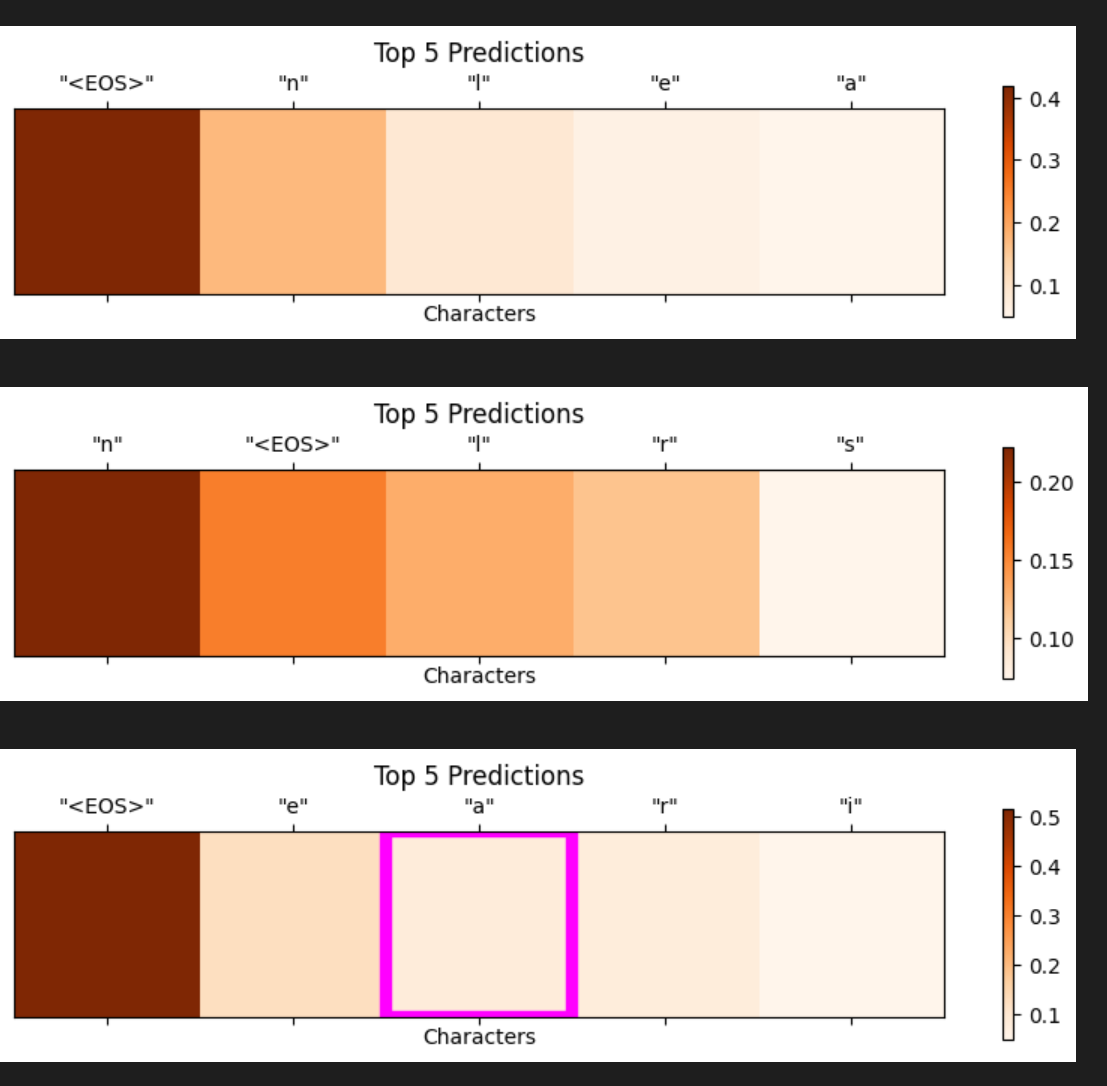 Top 5 Predictions
"<EOS>" "n" "l" "e" "a"
0.4
0.3
0.2
0.1
Characters
Top 5 Predictions
"n" "<EOS>" "l" "r" "s"
0.20
0.15
0.10
Characters
Top 5 Predictions
"<EOS>" "e" "a" "r" "i"
0.5
0.4
0.3
0.2
0.1
Characters